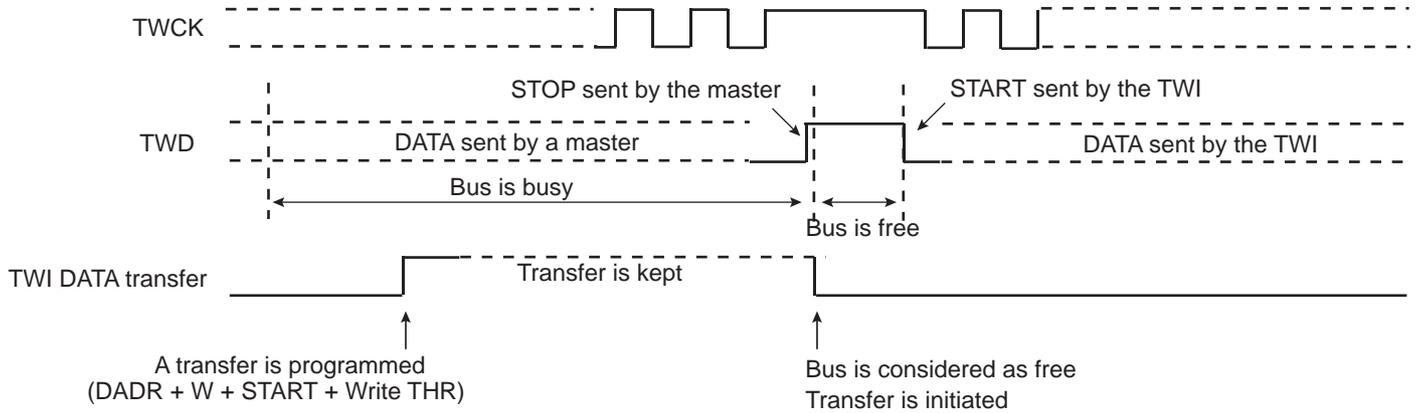 TWCK
STOP sent by the master
START sent by the TWI
TWD
DATA sent by a master
DATA sent by the TWI
Bus is busy
Bus is free
TWI DATA transfer
Transfer is kept
A transfer is programmed
(DADR + W + START + Write THR)
Bus is considered as free
Transfer is initiated